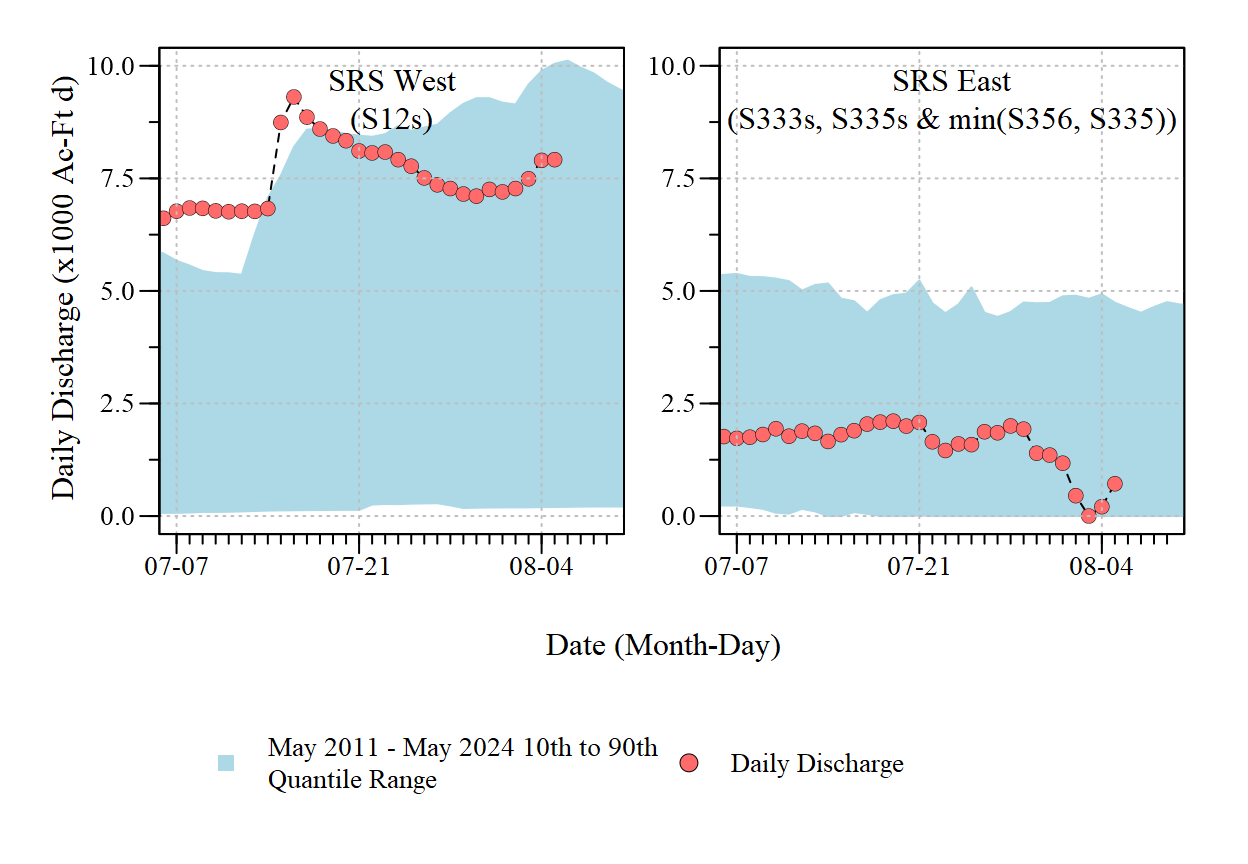 SRS West
(S12s)
10.0
7.5
5.0
2.5
0.0
07-07
07-21
08-04
SRS East
(S333s, S335s & min(S356, S335))
10.0
7.5
5.0
2.5
0.0
07-07
07-21
08-04
Daily Discharge (x1000 Ac-Ft d)
Date (Month-Day)
May 2011 - May 2024 10th to 90th
Quantile Range
Daily Discharge